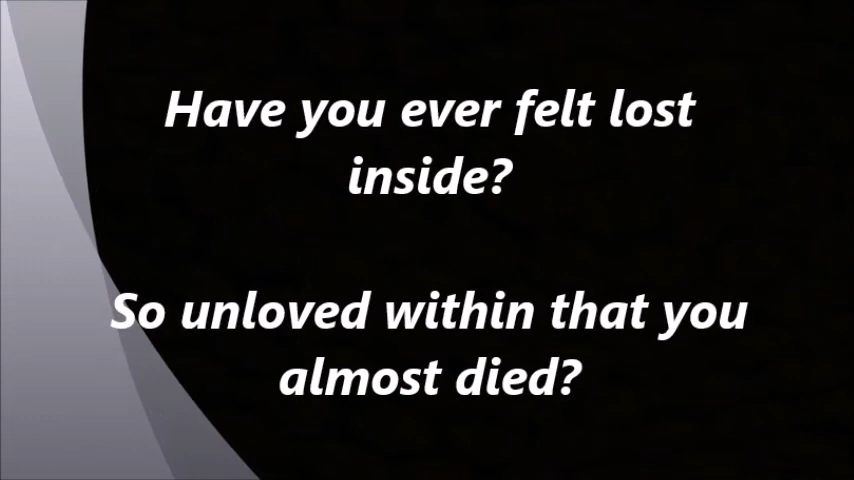 Have you ever felt lost
inside?
So unloved within that you
almost died?